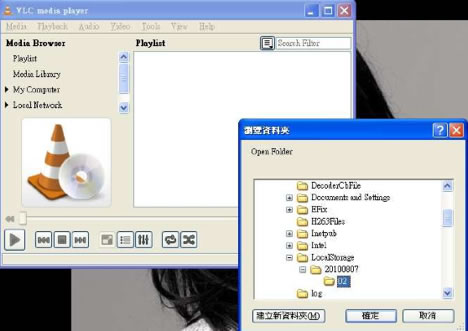 VLC media player
Media Playback Audio Video Tools View Help
Media Browser
Playlist
Search Filter
Playlist
Media Library
My Computer
Local Network
瀏覽資料夾
Open Folder
DecoderCbFile
Documents and Settings
EFix
H263Files
Inetpub
Intel
LocalStorage
20100807
02
log
建立新資料夾(M)
確定
取消